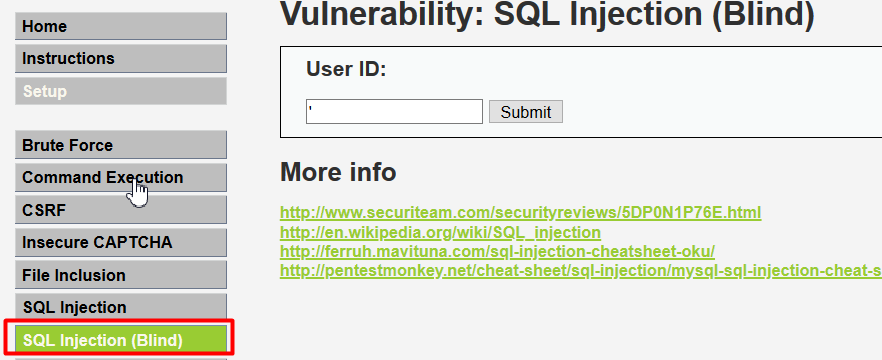 Home
Instructions
Setup
Brute Force
Command Execution
CSRF
Insecure CAPTCHA
File Inclusion
SQL Injection
SQL Injection (Blind)
Vulnerability: SQL Injection (Blind)
User ID:
'
Submit
More info
http://www.securiteam.com/securityreviews/5DP0N1P76E.html
http://en.wikipedia.org/wiki/SQL_injection
http://ferruh.mavituna.com/sql-injection-cheatsheet-oku/
http://pentestmonkey.net/cheat-sheet/sql-injection/mysql-sql-injection-cheat-s